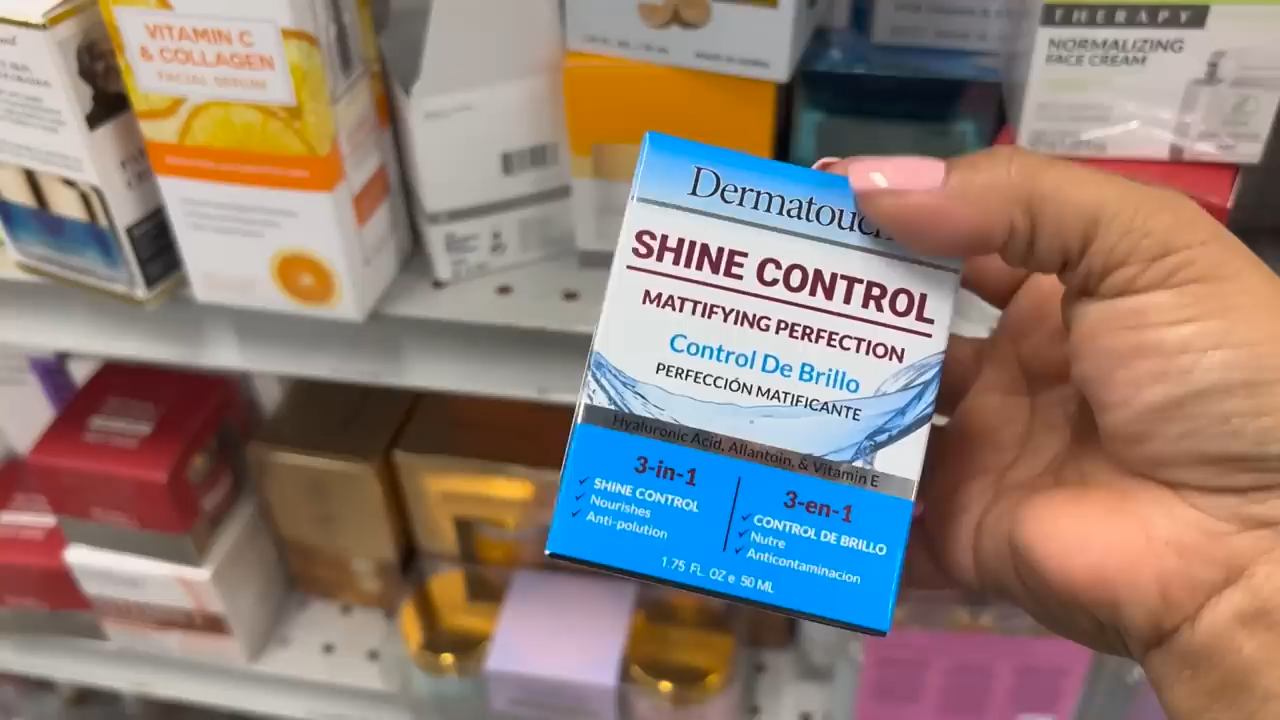 VITAMIN C
& COLLAGEN
FACIAL SERUM
THERAPY
NORMALIZING
FACE CREAM
Dermatouc
SHINE CONTROL
MATTIFYING PERFECTION
Control De Brillo
PERFECCIÓN MATIFICANTE
Hyaluronic Acid, Allantoin, & Vitamin E
3-in-1
SHINE CONTROL
Nourishes
Anti-polution
3-en-1
CONTROL DE BRILLO
Nutre
Anticontaminacion
1.75 FL. OZ e 50 ML